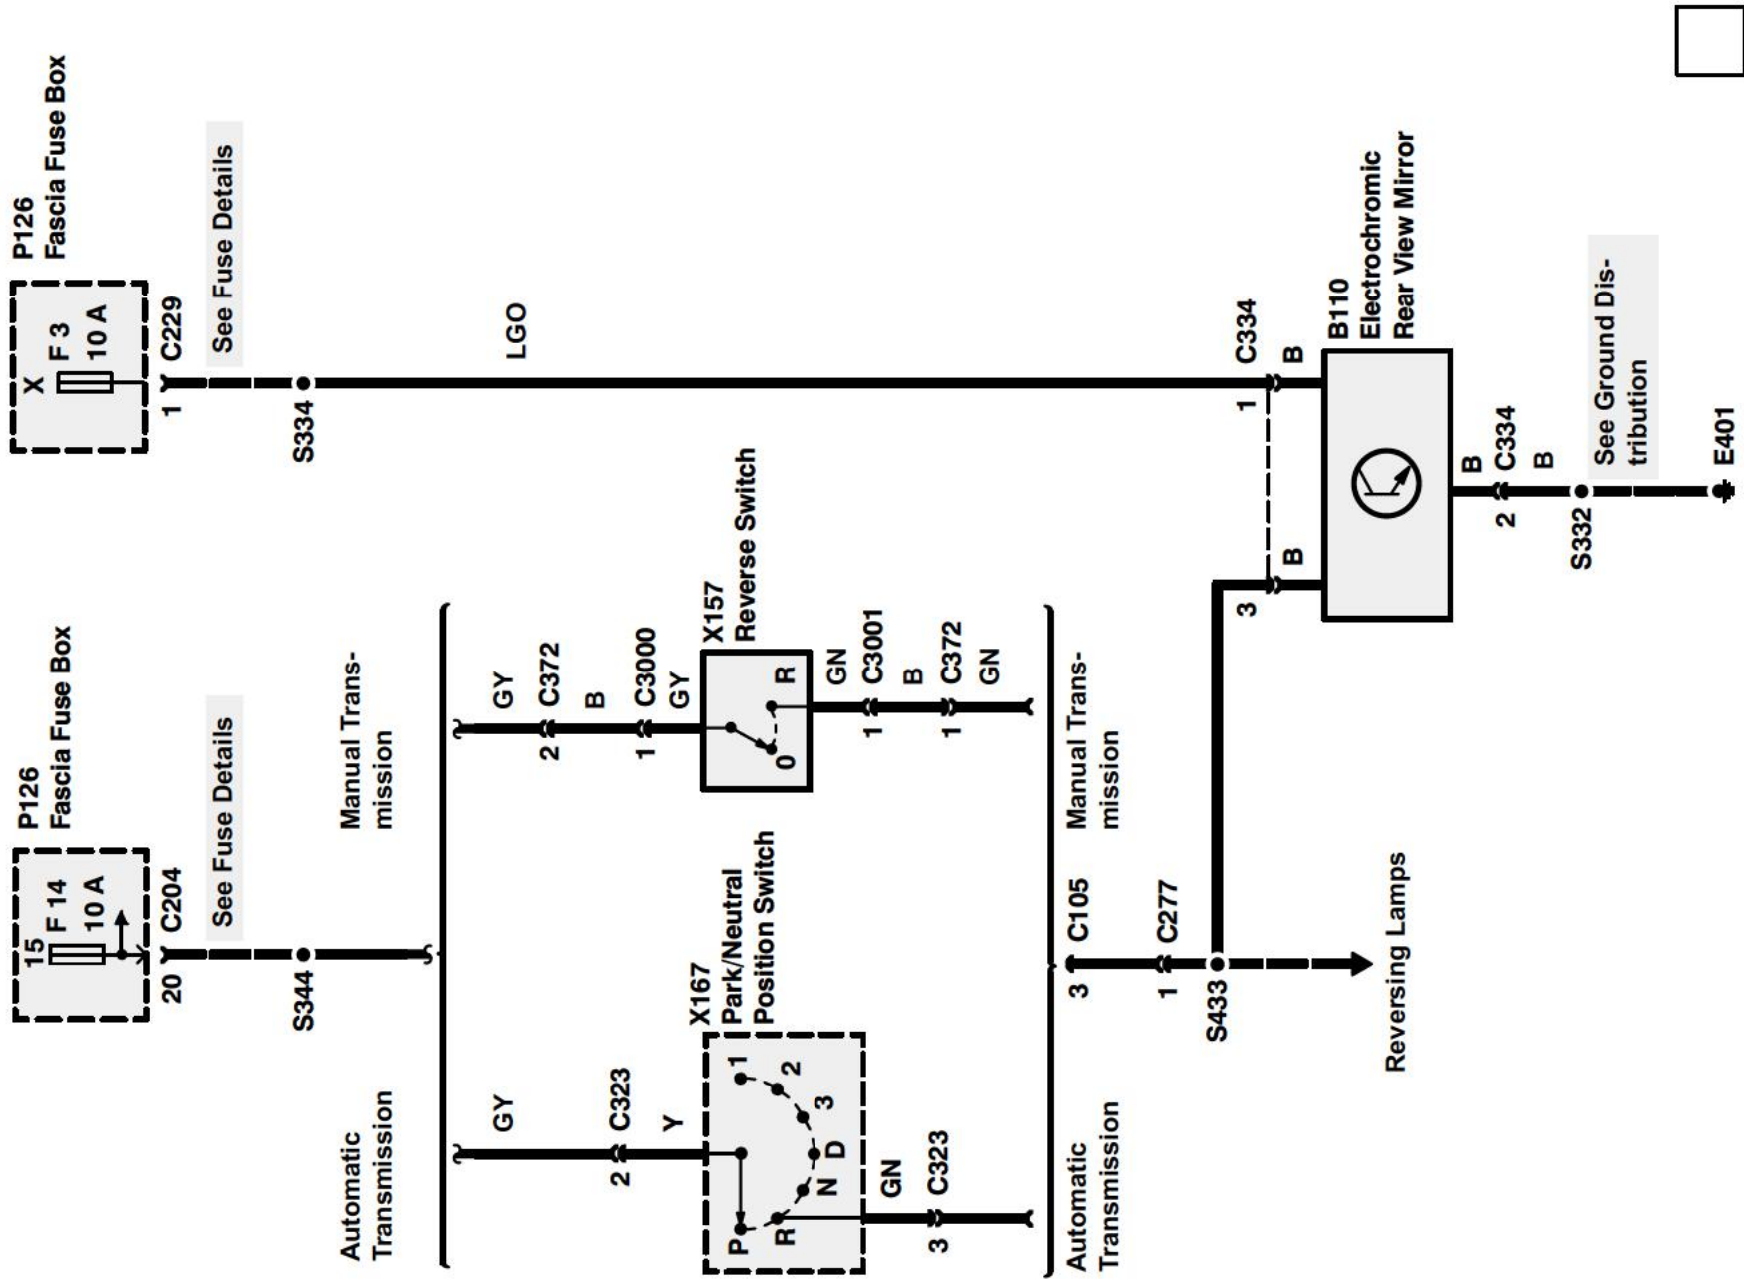 P126
Fascia Fuse Box
15
F 14
10 A
20
C204
See Fuse Details
S344
P126
Fascia Fuse Box
X
F 3
10 A
1
C229
See Fuse Details
S334
LGO
Automatic
Transmission
Manual Trans-
mission
GY
2
C323
Y
X167
Park/Neutral
Position Switch
P
R
N
D
3
2
1
GN
3
C323
GY
2
C372
B
1
C3000
GY
X157
Reverse Switch
0
R
GN
1
C3001
B
1
C372
GN
Automatic
Transmission
Manual Trans-
mission
3
C105
1
C277
S433
Reversing Lamps
3
B
1
C334
B
B110
Electrochromic
Rear View Mirror
B
2
C334
B
S332
See Ground Dis-
tribution
E401